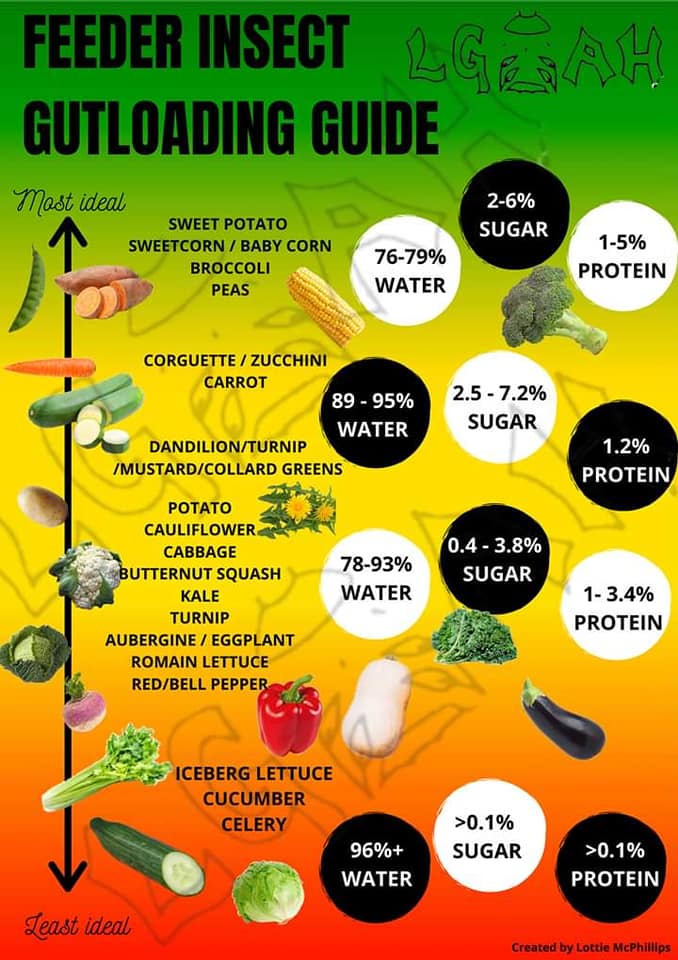 FEEDER INSECT
GUTLOADING GUIDE
LG AH
Most ideal
SWEET POTATO
SWEETCORN / BABY CORN
BROCCOLI
PEAS
76-79%
WATER
2-6%
SUGAR
1-5%
PROTEIN
CORGUETTE / ZUCCHINI
CARROT
DANDILION/TURNIP
/MUSTARD/COLLARD GREENS
89 - 95%
WATER
2.5 - 7.2%
SUGAR
1.2%
PROTEIN
POTATO
CAULIFLOWER
CABBAGE
BUTTERNUT SQUASH
KALE
TURNIP
AUBERGINE / EGGPLANT
ROMAIN LETTUCE
RED/BELL PEPPER
78-93%
WATER
0.4 - 3.8%
SUGAR
1- 3.4%
PROTEIN
ICEBERG LETTUCE
CUCUMBER
CELERY
96%+
WATER
>0.1%
SUGAR
>0.1%
PROTEIN
Least ideal
Created by Lottie McPhillips